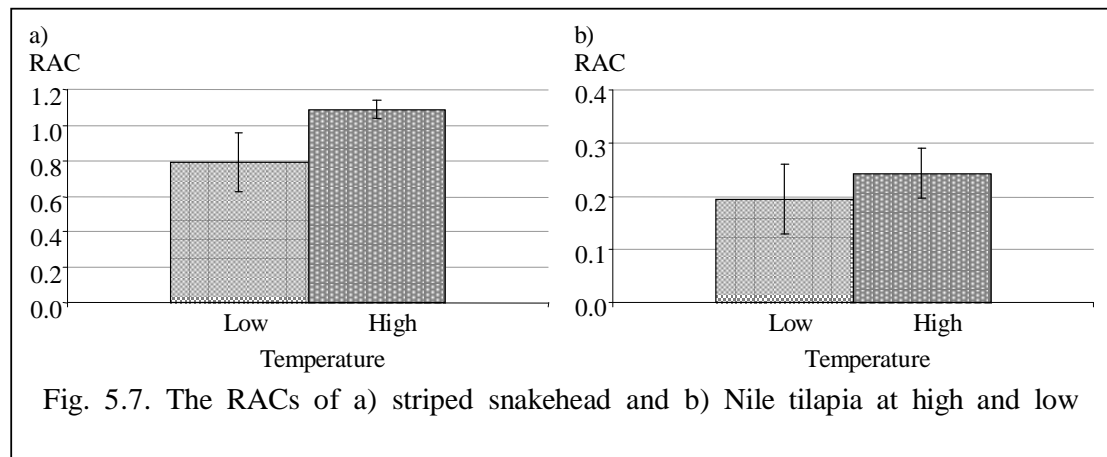 a)
RAC
1.2
1.0
0.8
0.6
0.4
0.2
0.0
Low High
Temperature
b)
RAC
0.4
0.3
0.2
0.1
0.0
Low High
Temperature
Fig. 5.7. The RACs of a) striped snakehead and b) Nile tilapia at high and low